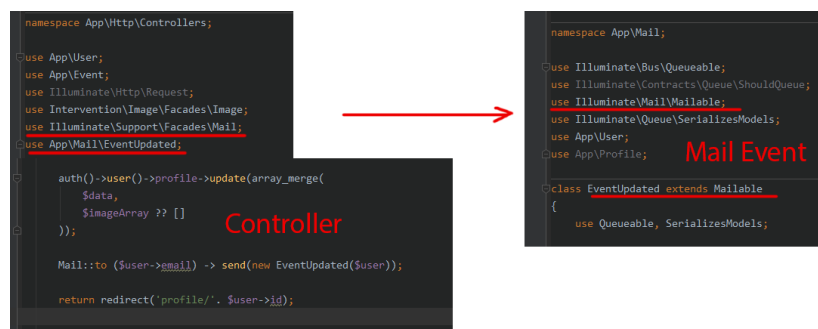 namespace App\Http\Controllers;
use App\User;
use App\Event;
use Illuminate\Http\Request;
use Intervention\Image\Facades\Image;
use Illuminate\Support\Facades\Mail;
use App\Mail\EventUpdated;
auth()->user()->profile->update(array_merge(
$data,
$imageArray ?? []
));
Controller
Mail::to ($user->email) -> send(new EventUpdated($user));
return redirect('profile/'. $user->id);
namespace App\Mail;
use Illuminate\Bus\Queueable;
use Illuminate\Contracts\Queue\ShouldQueue;
use Illuminate\Mail\Mailable;
use Illuminate\Queue\SerializesModels;
use App\User;
use App\Profile;
Mail Event
class EventUpdated extends Mailable
{
use Queueable, SerializesModels;